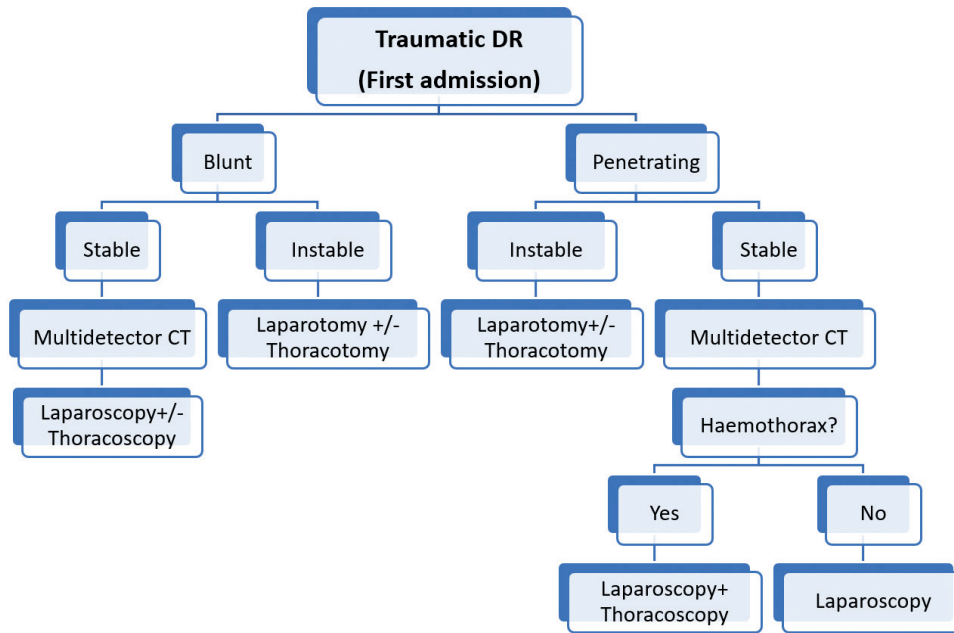 Traumatic DR
(First admission)
Blunt
Penetrating
Stable
Instable
Instable
Stable
Multidetector CT
Laparotomy +/-
Thoracotomy
Laparotomy+/-
Thoracotomy
Multidetector CT
Laparoscopy+/-
Thoracoscopy
Haemothorax?
Yes
No
Laparoscopy+
Thoracoscopy
Laparoscopy